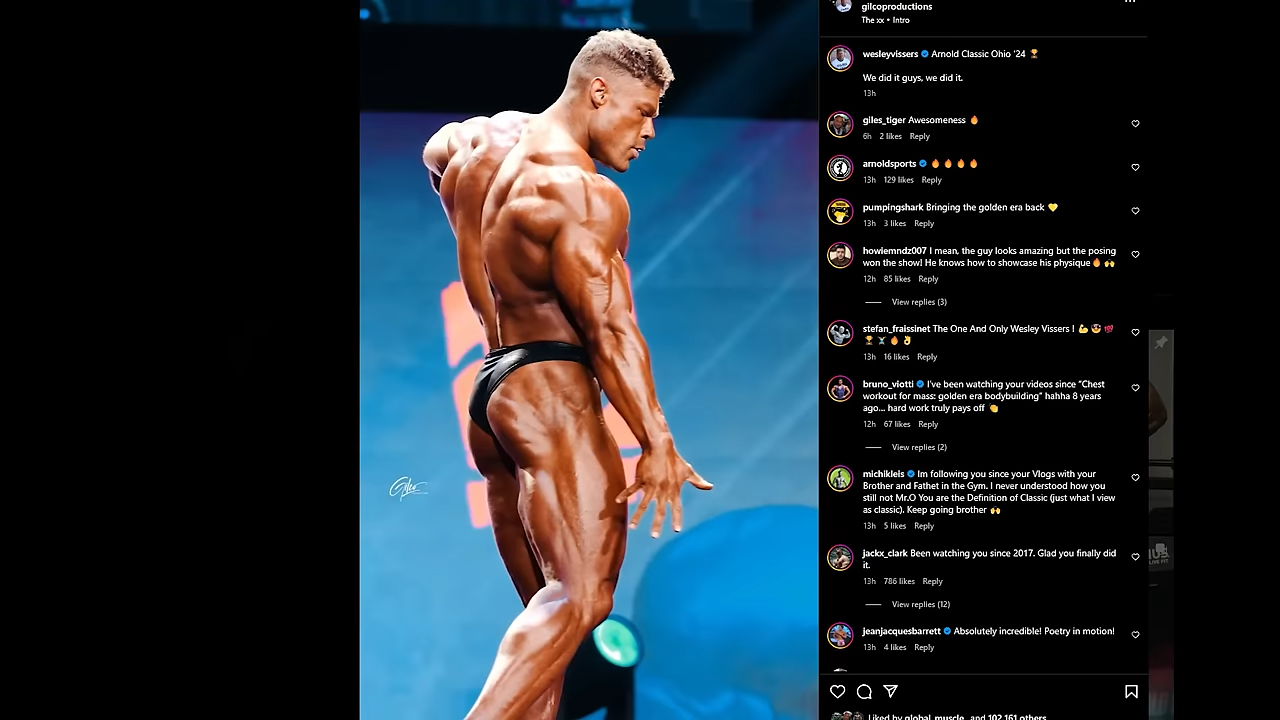 gilcoproductions
The xx • Intro
wesleyvissers Arnold Classic Ohio '24 🏆
We did it guys, we did it.
13h
giles_tiger Awesomeness 🔥
6h 2 likes Reply
arnoldsports 🔥🔥🔥🔥
13h 129 likes Reply
pumpingshark Bringing the golden era back 💛
13h 3 likes Reply
howiemndz007 I mean, the guy looks amazing but the posing
won the show! He knows how to showcase his physique🔥🙌
12h 85 likes Reply
View replies (3)
stefan_fraissinet The One And Only Wesley Vissers !
13h 16 likes Reply
bruno_viotti I've been watching your videos since "Chest
workout for mass: golden era bodybuilding" hahha 8 years
ago... hard work truly pays off 👏
12h 67 likes Reply
View replies (2)
michikleis Im following you since your Vlogs with your
Brother and Fathet in the Gym. I never understood how you
still not Mr.O You are the Definition of Classic (just what I view
as classic). Keep going brother 🙌
13h 5 likes Reply
jackx_clark Been watching you since 2017. Glad you finally did
it.
13h 786 likes Reply
View replies (12)
jeanjacquesbarrett Absolutely incredible! Poetry in motion!
13h 4 likes Reply
Liked by global_muscle_ and 102,161 others
Gilco
LIVE FIT